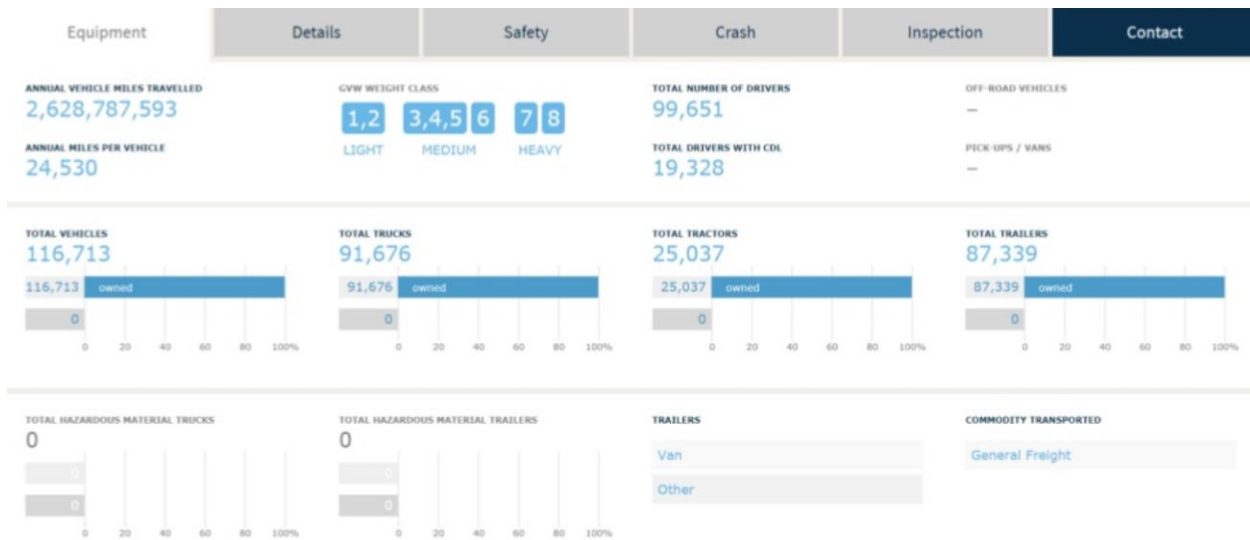 Equipment
Details
Safety
Crash
Inspection
Contact
ANNUAL VEHICLE MILES TRAVELLED
2,628,787,593
ANNUAL MILES PER VEHICLE
24,530
GVW WEIGHT CLASS
1,2 3,4,5 6 7 8
LIGHT MEDIUM HEAVY
TOTAL NUMBER OF DRIVERS
99,651
TOTAL DRIVERS WITH CDL
19,328
OFF-ROAD VEHICLES
—
PICK-UPS / VANS
—
TOTAL VEHICLES
116,713
116,713 owned
0
0 20 40 60 80 100%
TOTAL TRUCKS
91,676
91,676 owned
0
0 20 40 60 80 100%
TOTAL TRACTORS
25,037
25,037 owned
0
0 20 40 60 80 100%
TOTAL TRAILERS
87,339
87,339 owned
0
0 20 40 60 80 100%
TOTAL HAZARDOUS MATERIAL TRUCKS
0
0
0
0 20 40 60 80 100%
TOTAL HAZARDOUS MATERIAL TRAILERS
0
0
0
0 20 40 60 80 100%
TRAILERS
Van
Other
COMMODITY TRANSPORTED
General Freight